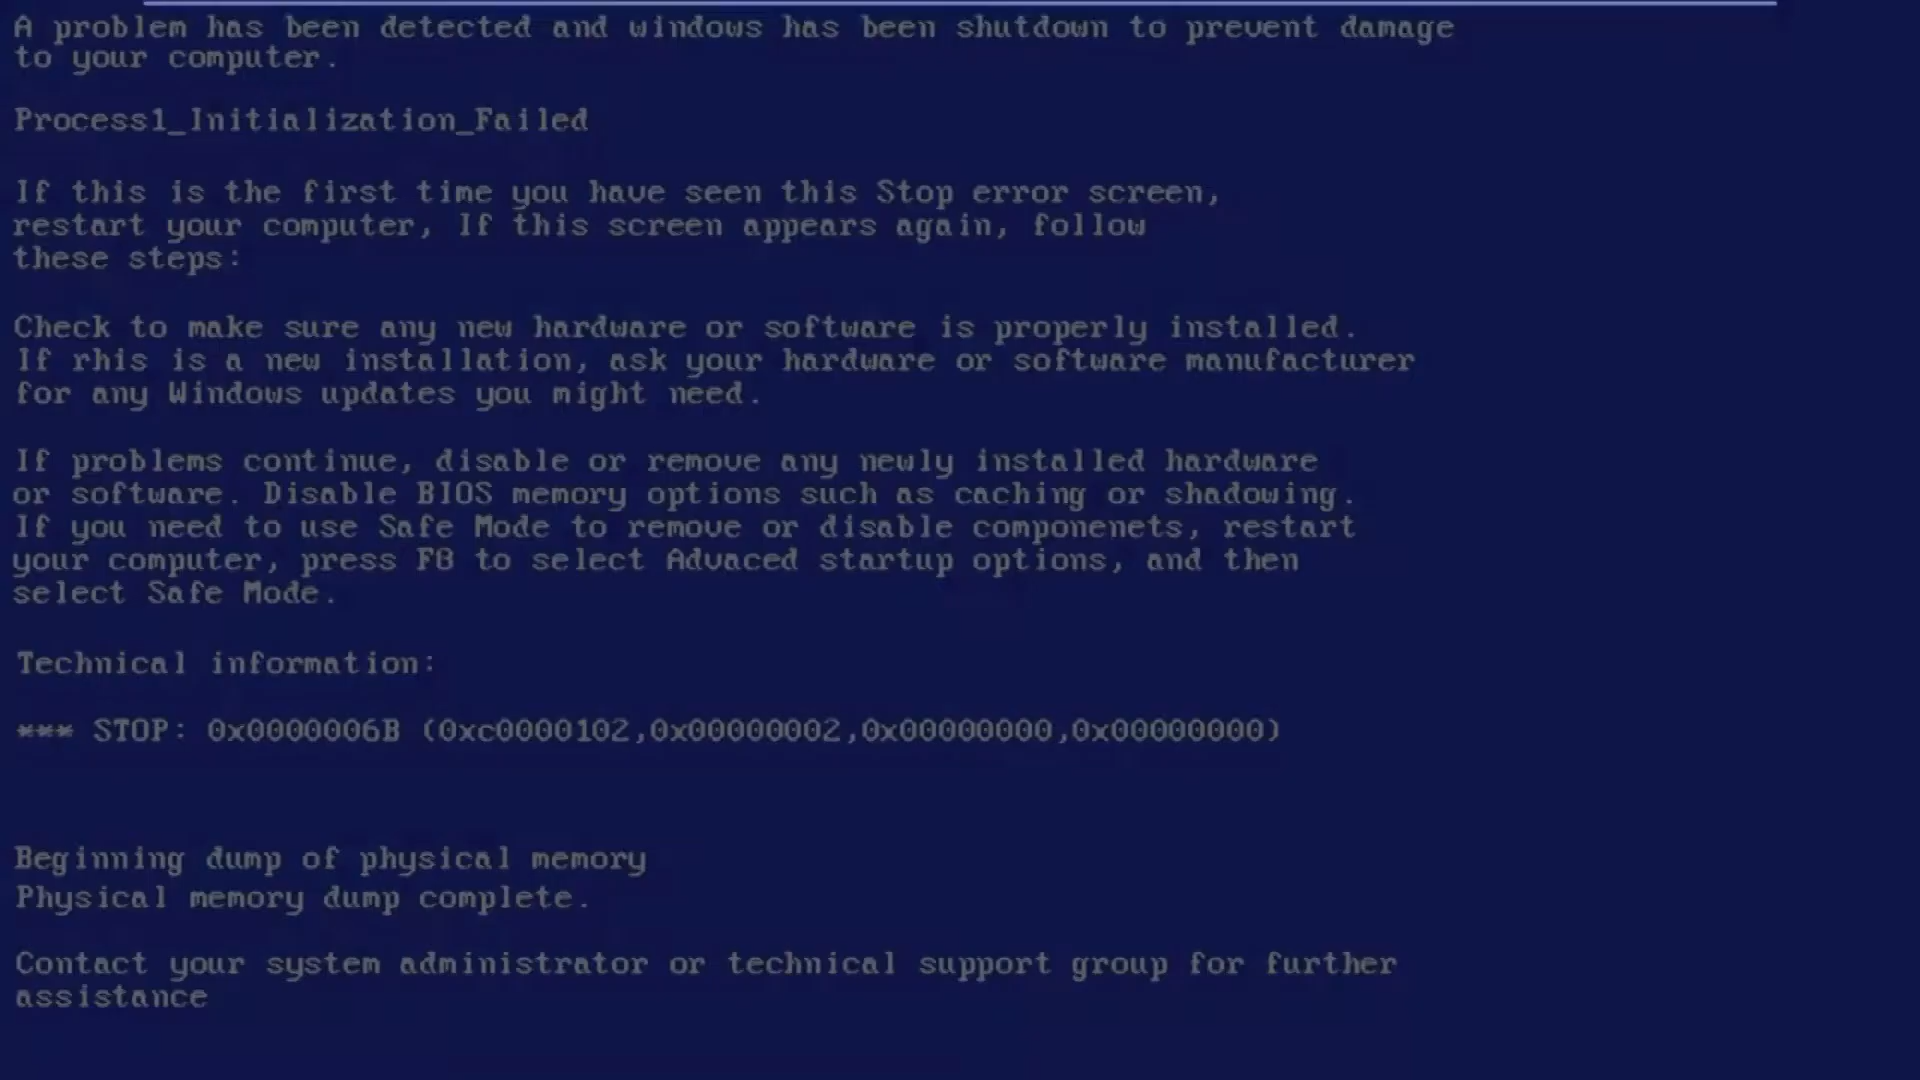 A problem has been detected and windows has been shutdown to prevent damage
to your computer.
Process1_Initialization_Failed
If this is the first time you have seen this Stop error screen,
restart your computer, If this screen appears again, follow
these steps:
Check to make sure any new hardware or software is properly installed.
If rhis is a new installation, ask your hardware or software manufacturer
for any Windows updates you might need.
If problems continue, disable or remove any newly installed hardware
or software. Disable BIOS memory options such as caching or shadowing.
If you need to use Safe Mode to remove or disable componenets, restart
your computer, press F8 to select Advaced startup options, and then
select Safe Mode.
Technical information:
*** STOP: 0x0000006B (0xc0000102,0x00000002,0x00000000,0x00000000)
Beginning dump of physical memory
Physical memory dump complete.
Contact your system administrator or technical support group for further
assistance